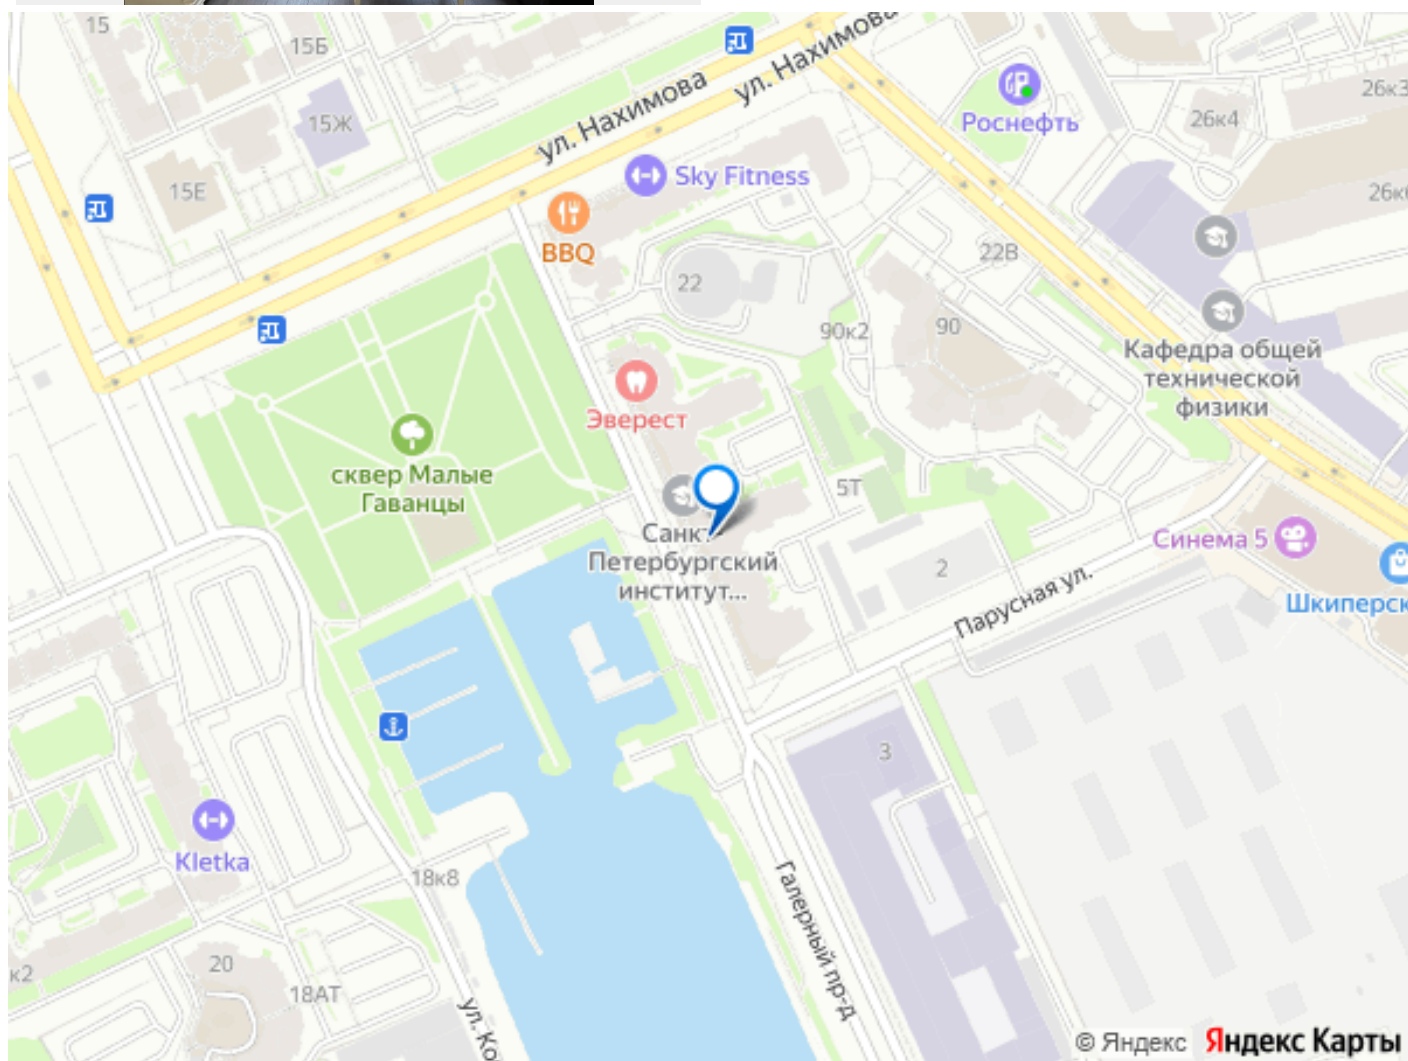 15
15Б
ул. Нахимова
ул. Нахимова
Роснефть
26к3
26к4
15Ж
Sky Fitness
15Е
BBQ
22В
22
90к2
90
Кафедра общей
технической
физики
Эверест
сквер Малые
Гаванцы
5Т
Санкт-
Петербургский
институт...
Синема 5
2
Парусная ул.
Шкиперск
3
Kletka
18к8
Галерный пр-д
к2
20
18АТ
ул. Ко
© Яндекс Яндекс Карты